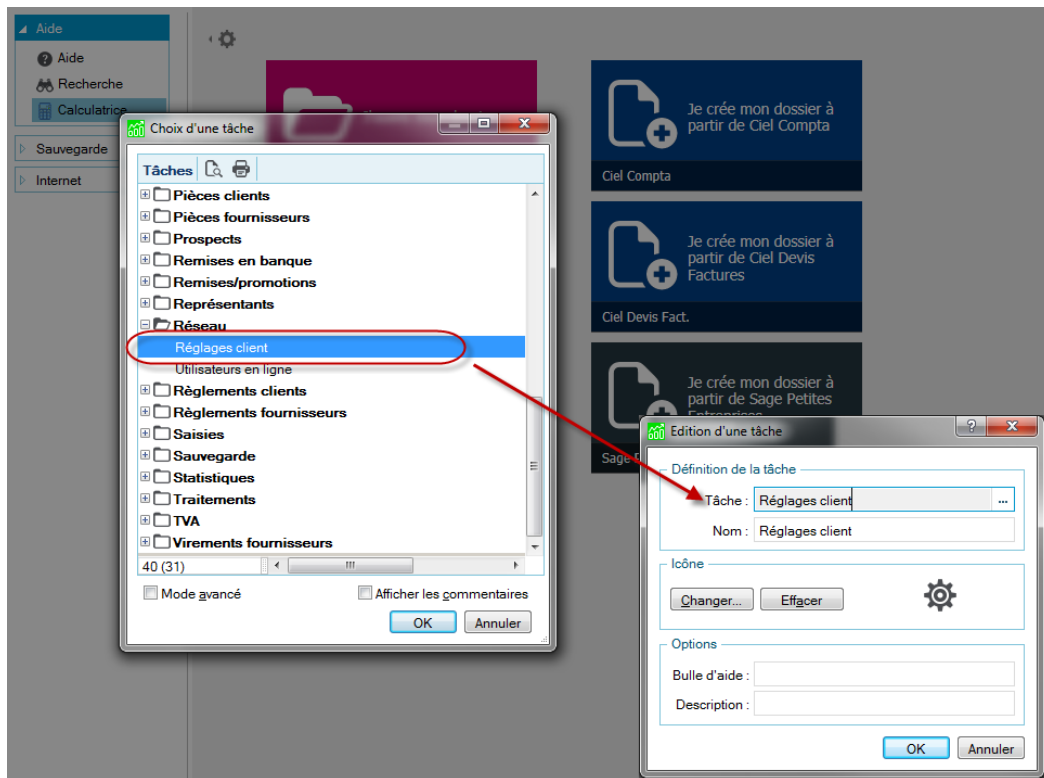 Aide
Aide
Recherche
Calculatrice
Sauvegarde
Internet
Je crée mon dossier à
partir de Ciel Compta
Ciel Compta
Je crée mon dossier à
partir de Ciel Devis
Factures
Ciel Devis Fact.
Je crée mon dossier à
partir de Sage Petites
Entreprises
Sage
Choix d'une tâche
Tâches
Pièces clients
Pièces fournisseurs
Prospects
Remises en banque
Remises/promotions
Représentants
Réseau
Réglages client
Utilisateurs en ligne
Règlements clients
Règlements fournisseurs
Saisies
Sauvegarde
Statistiques
Traitements
TVA
Virements fournisseurs
40 (31)
Mode avancé
Afficher les commentaires
OK
Annuler
Edition d'une tâche
Définition de la tâche
Tâche : Réglages client ...
Nom : Réglages client
Icône
Changer...
Effacer
Options
Bulle d'aide :
Description :
OK
Annuler